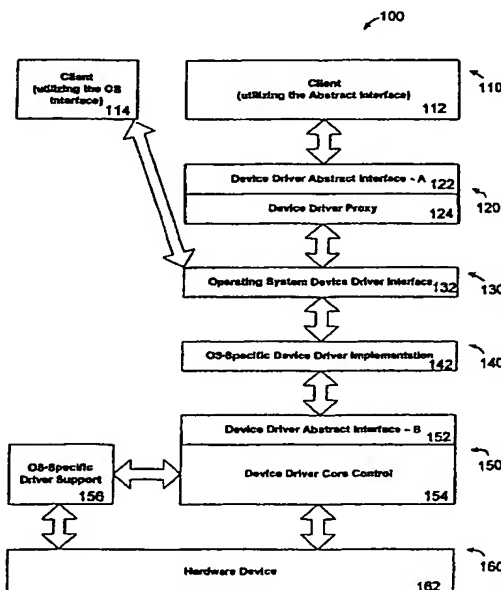 100
Client
(utilizing the OS
Interface)
114
Client
(utilizing the Abstract Interface)
112
110
Device Driver Abstract Interface - A
122
Device Driver Proxy
124
120
Operating System Device Driver Interface
132
130
OS-Specific Device Driver Implementation
142
140
Device Driver Abstract Interface - B
152
OS-Specific
Driver Support
156
Device Driver Core Control
154
150
Hardware Device
162
160